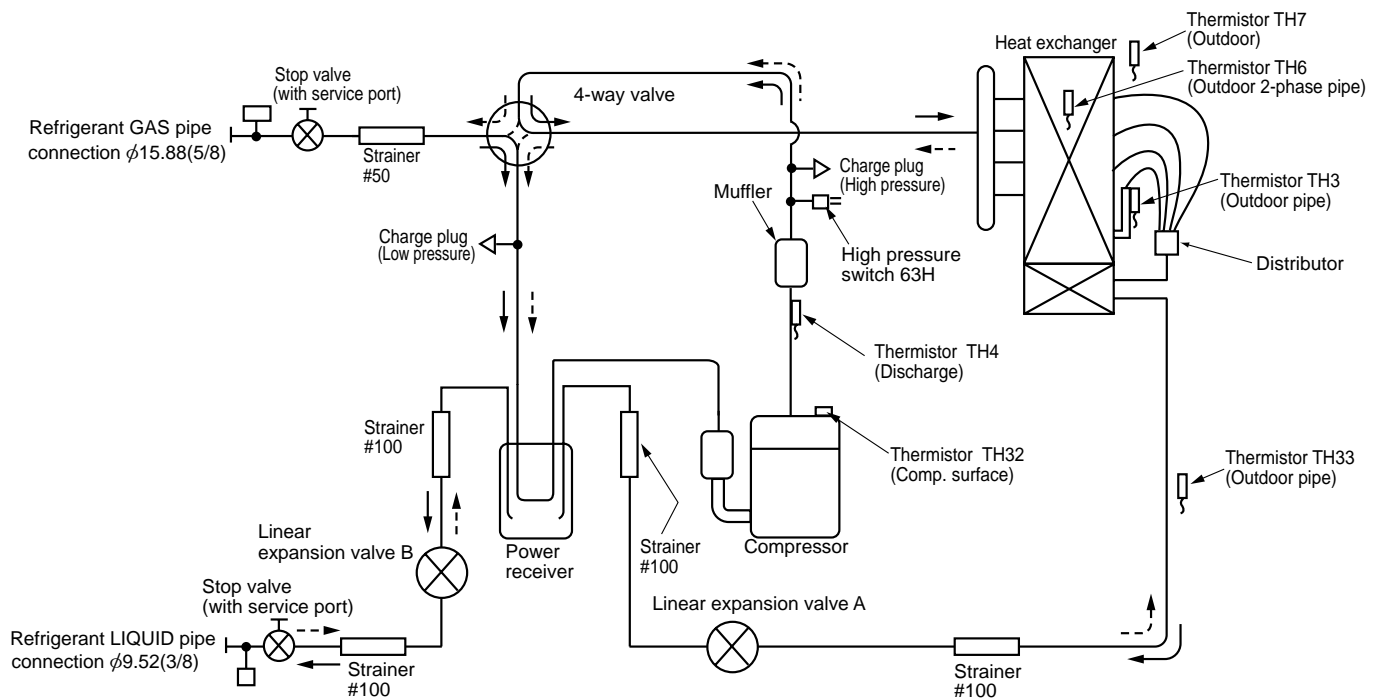 Thermistor TH7
(Outdoor)
Heat exchanger
Thermistor TH6
(Outdoor 2-phase pipe)
Stop valve
(with service port)
4-way valve
Refrigerant GAS pipe
connection ϕ15.88(5/8)
Strainer
#50
Charge plug
(High pressure)
Muffler
Thermistor TH3
(Outdoor pipe)
Charge plug
(Low pressure)
High pressure
switch 63H
Distributor
Thermistor TH4
(Discharge)
Strainer
#100
Thermistor TH32
(Comp. surface)
Thermistor TH33
(Outdoor pipe)
Linear
expansion valve B
Power
receiver
Strainer
#100
Compressor
Stop valve
(with service port)
Linear expansion valve A
Refrigerant LIQUID pipe
connection ϕ9.52(3/8)
Strainer
#100
Strainer
#100